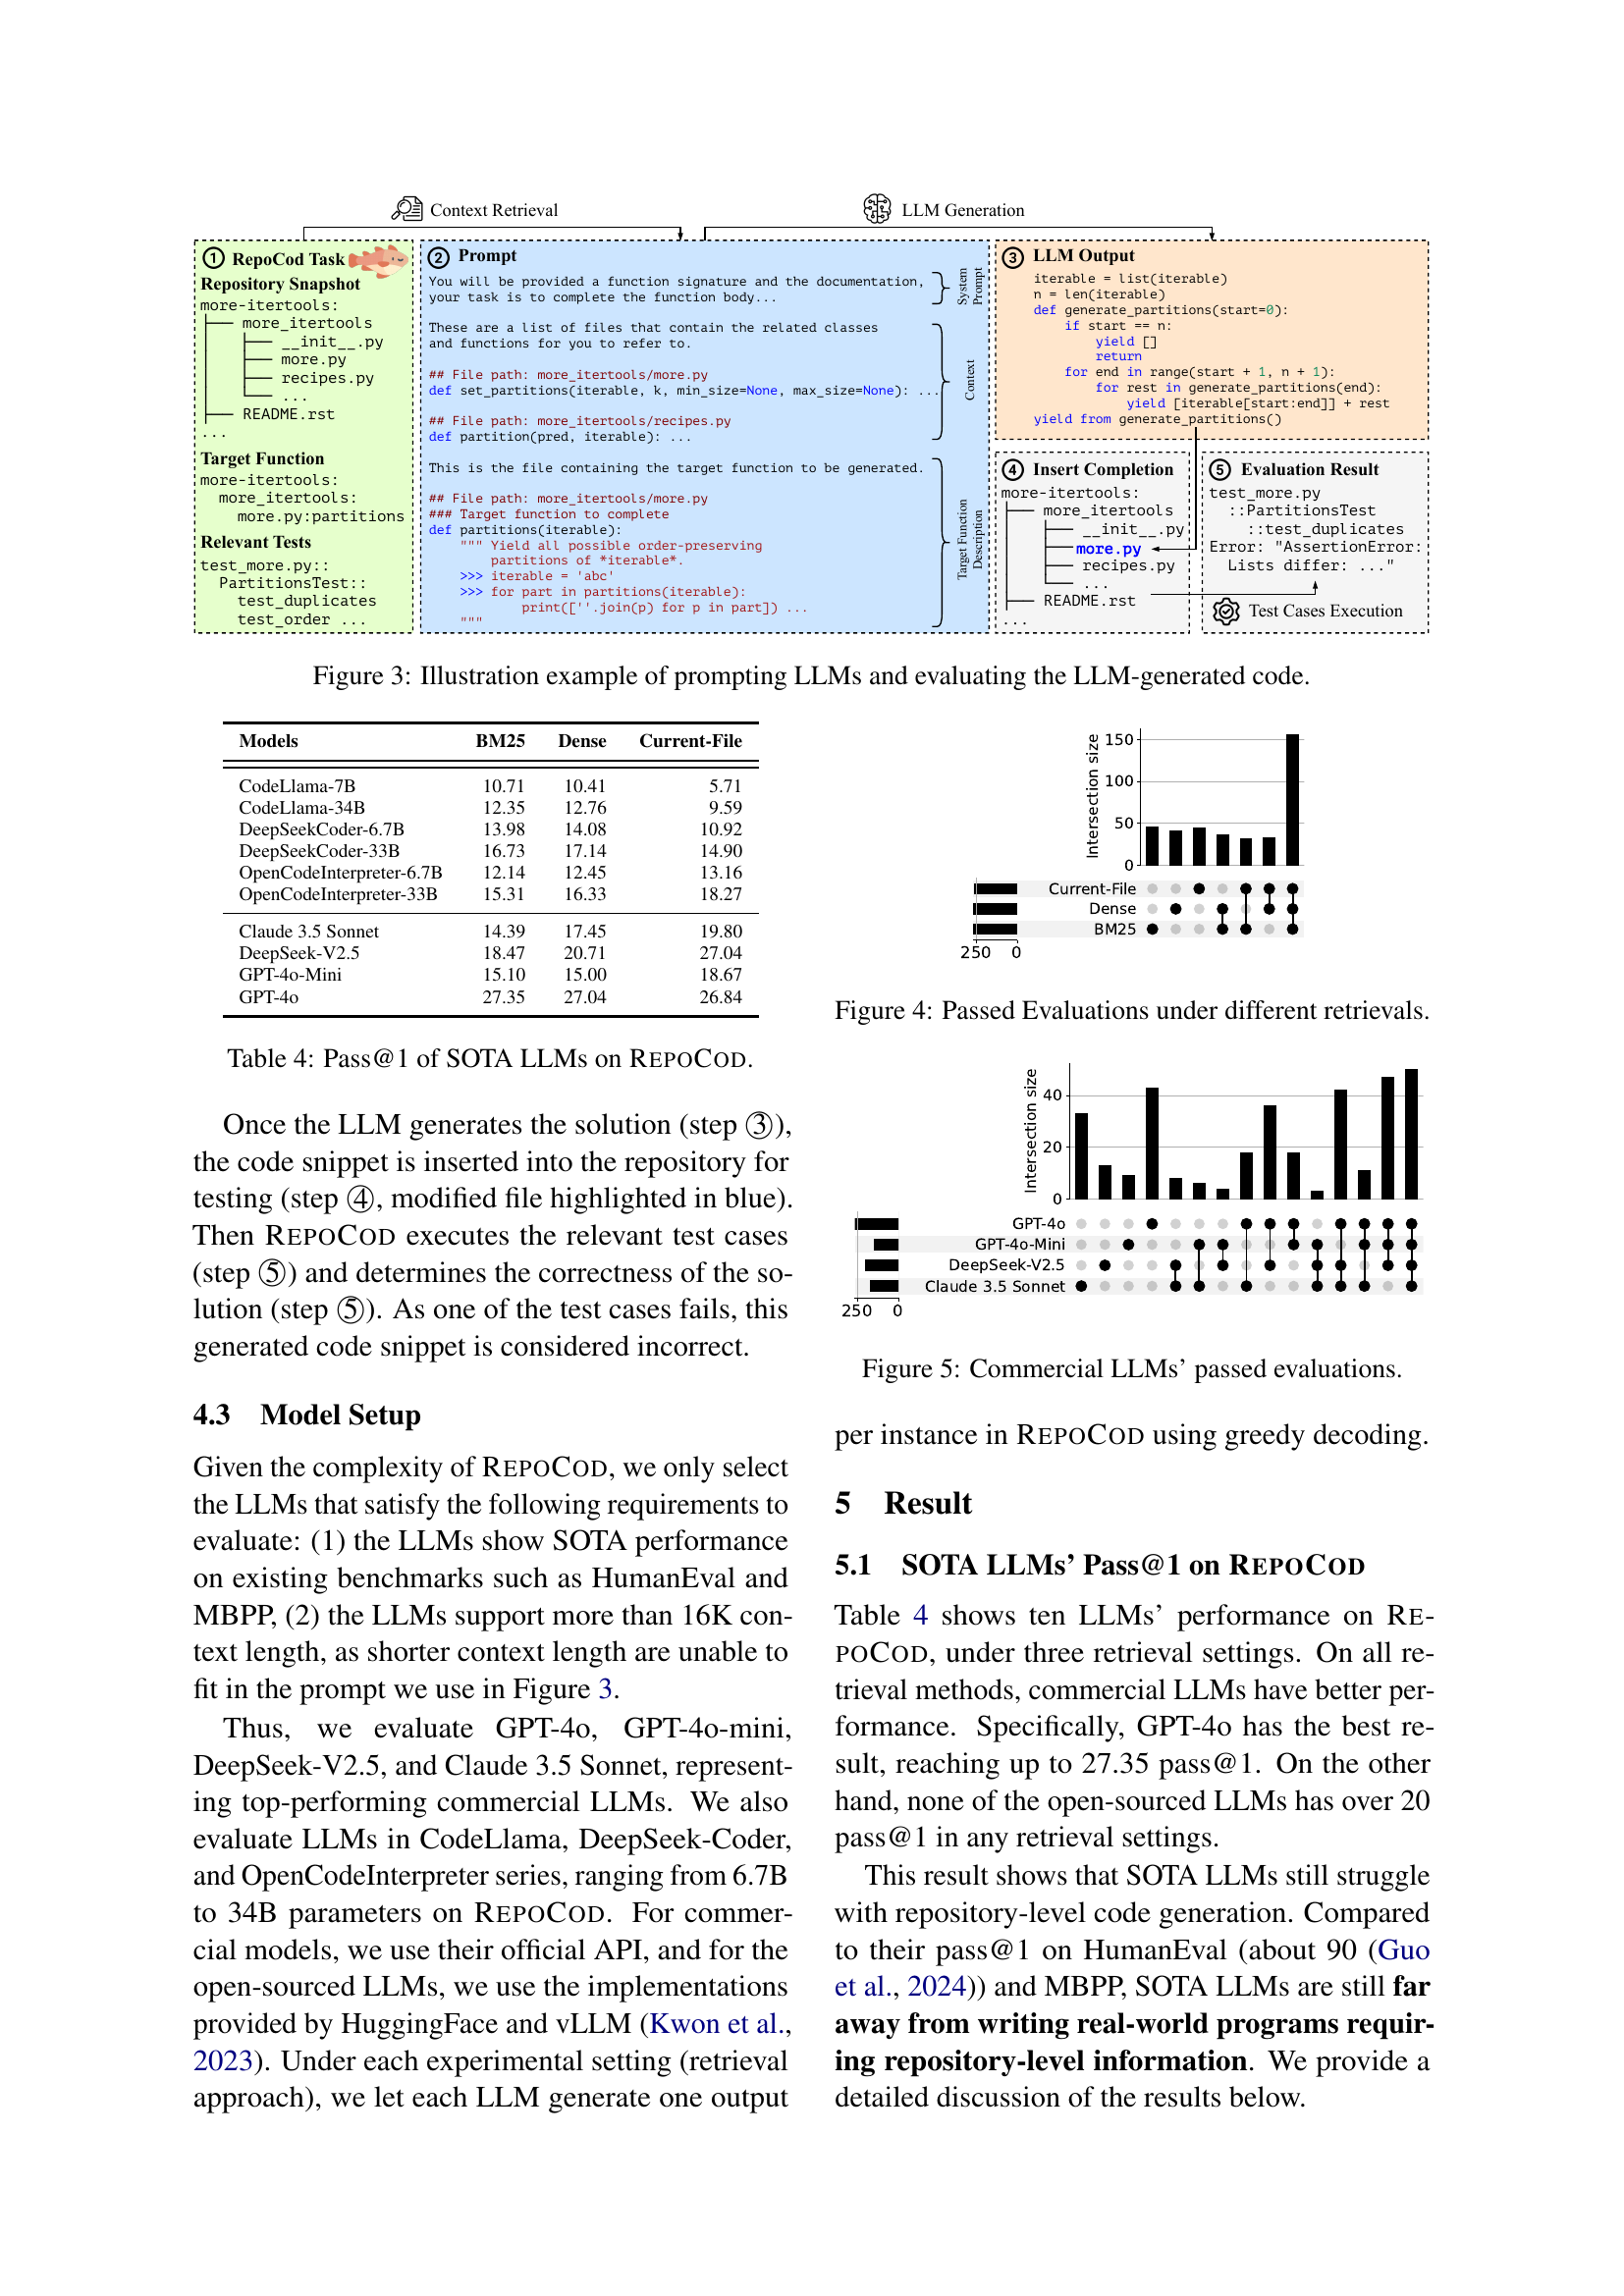 Context Retrieval
LLM Generation
1 RepoCod Task
Repository Snapshot
more-itertools:
├── more_itertools
├── __init__.py
├── more.py
├── recipes.py
└── ...
├── README.rst
...
Target Function
more-itertools:
more_itertools:
more.py:partitions
Relevant Tests
test_more.py::
PartitionsTest::
test_duplicates
test_order ...
2 Prompt
You will be provided a function signature and the documentation,
your task is to complete the function body...
System
Prompt
These are a list of files that contain the related classes
and functions for you to refer to.
## File path: more_itertools/more.py
def set_partitions(iterable, k, min_size=None, max_size=None): ...
## File path: more_itertools/recipes.py
def partition(pred, iterable): ...
Context
This is the file containing the target function to be generated.
## File path: more_itertools/more.py
### Target function to complete
def partitions(iterable):
""" Yield all possible order-preserving
partitions of *iterable*.
>>> iterable = 'abc'
>>> for part in partitions(iterable):
print([''.join(p) for p in part]) ...
"""
Target Function
Description
3 LLM Output
iterable = list(iterable)
n = len(iterable)
def generate_partitions(start=0):
if start == n:
yield []
return
for end in range(start + 1, n + 1):
for rest in generate_partitions(end):
yield [iterable[start:end]] + rest
yield from generate_partitions()
4 Insert Completion
more-itertools:
├── more_itertools
├── __init__.py
├── more.py
├── recipes.py
└── ...
├── README.rst
...
5 Evaluation Result
test_more.py
::PartitionsTest
::test_duplicates
Error: "AssertionError:
Lists differ: ..."
Test Cases Execution
Figure 3: Illustration example of prompting LLMs and evaluating the LLM-generated code.
Models BM25 Dense Current-File
CodeLlama-7B 10.71 10.41 5.71
CodeLlama-34B 12.35 12.76 9.59
DeepSeekCoder-6.7B 13.98 14.08 10.92
DeepSeekCoder-33B 16.73 17.14 14.90
OpenCodeInterpreter-6.7B 12.14 12.45 13.16
OpenCodeInterpreter-33B 15.31 16.33 18.27
Claude 3.5 Sonnet 14.39 17.45 19.80
DeepSeek-V2.5 18.47 20.71 27.04
GPT-4o-Mini 15.10 15.00 18.67
GPT-4o 27.35 27.04 26.84
Table 4: Pass@1 of SOTA LLMs on REPOCOD.
Once the LLM generates the solution (step ③),
the code snippet is inserted into the repository for
testing (step ④, modified file highlighted in blue).
Then REPOCOD executes the relevant test cases
(step ⑤) and determines the correctness of the so-
lution (step ⑤). As one of the test cases fails, this
generated code snippet is considered incorrect.
4.3 Model Setup
Given the complexity of REPOCOD, we only select
the LLMs that satisfy the following requirements to
evaluate: (1) the LLMs show SOTA performance
on existing benchmarks such as HumanEval and
MBPP, (2) the LLMs support more than 16K con-
text length, as shorter context length are unable to
fit in the prompt we use in Figure 3.
Thus, we evaluate GPT-4o, GPT-4o-mini,
DeepSeek-V2.5, and Claude 3.5 Sonnet, represent-
ing top-performing commercial LLMs. We also
evaluate LLMs in CodeLlama, DeepSeek-Coder,
and OpenCodeInterpreter series, ranging from 6.7B
to 34B parameters on REPOCOD. For commer-
cial models, we use their official API, and for the
open-sourced LLMs, we use the implementations
provided by HuggingFace and vLLM (Kwon et al.,
2023). Under each experimental setting (retrieval
approach), we let each LLM generate one output
Intersection size
150
100
50
0
Current-File
Dense
BM25
250 0
Figure 4: Passed Evaluations under different retrievals.
Intersection size
40
20
0
GPT-4o
GPT-4o-Mini
DeepSeek-V2.5
Claude 3.5 Sonnet
250 0
Figure 5: Commercial LLMs' passed evaluations.
per instance in REPOCOD using greedy decoding.
5 Result
5.1 SOTA LLMs' Pass@1 on REPOCOD
Table 4 shows ten LLMs' performance on RE-
POCOD, under three retrieval settings. On all re-
trieval methods, commercial LLMs have better per-
formance. Specifically, GPT-4o has the best re-
sult, reaching up to 27.35 pass@1. On the other
hand, none of the open-sourced LLMs has over 20
pass@1 in any retrieval settings.
This result shows that SOTA LLMs still struggle
with repository-level code generation. Compared
to their pass@1 on HumanEval (about 90 (Guo
et al., 2024)) and MBPP, SOTA LLMs are still far
away from writing real-world programs requir-
ing repository-level information. We provide a
detailed discussion of the results below.